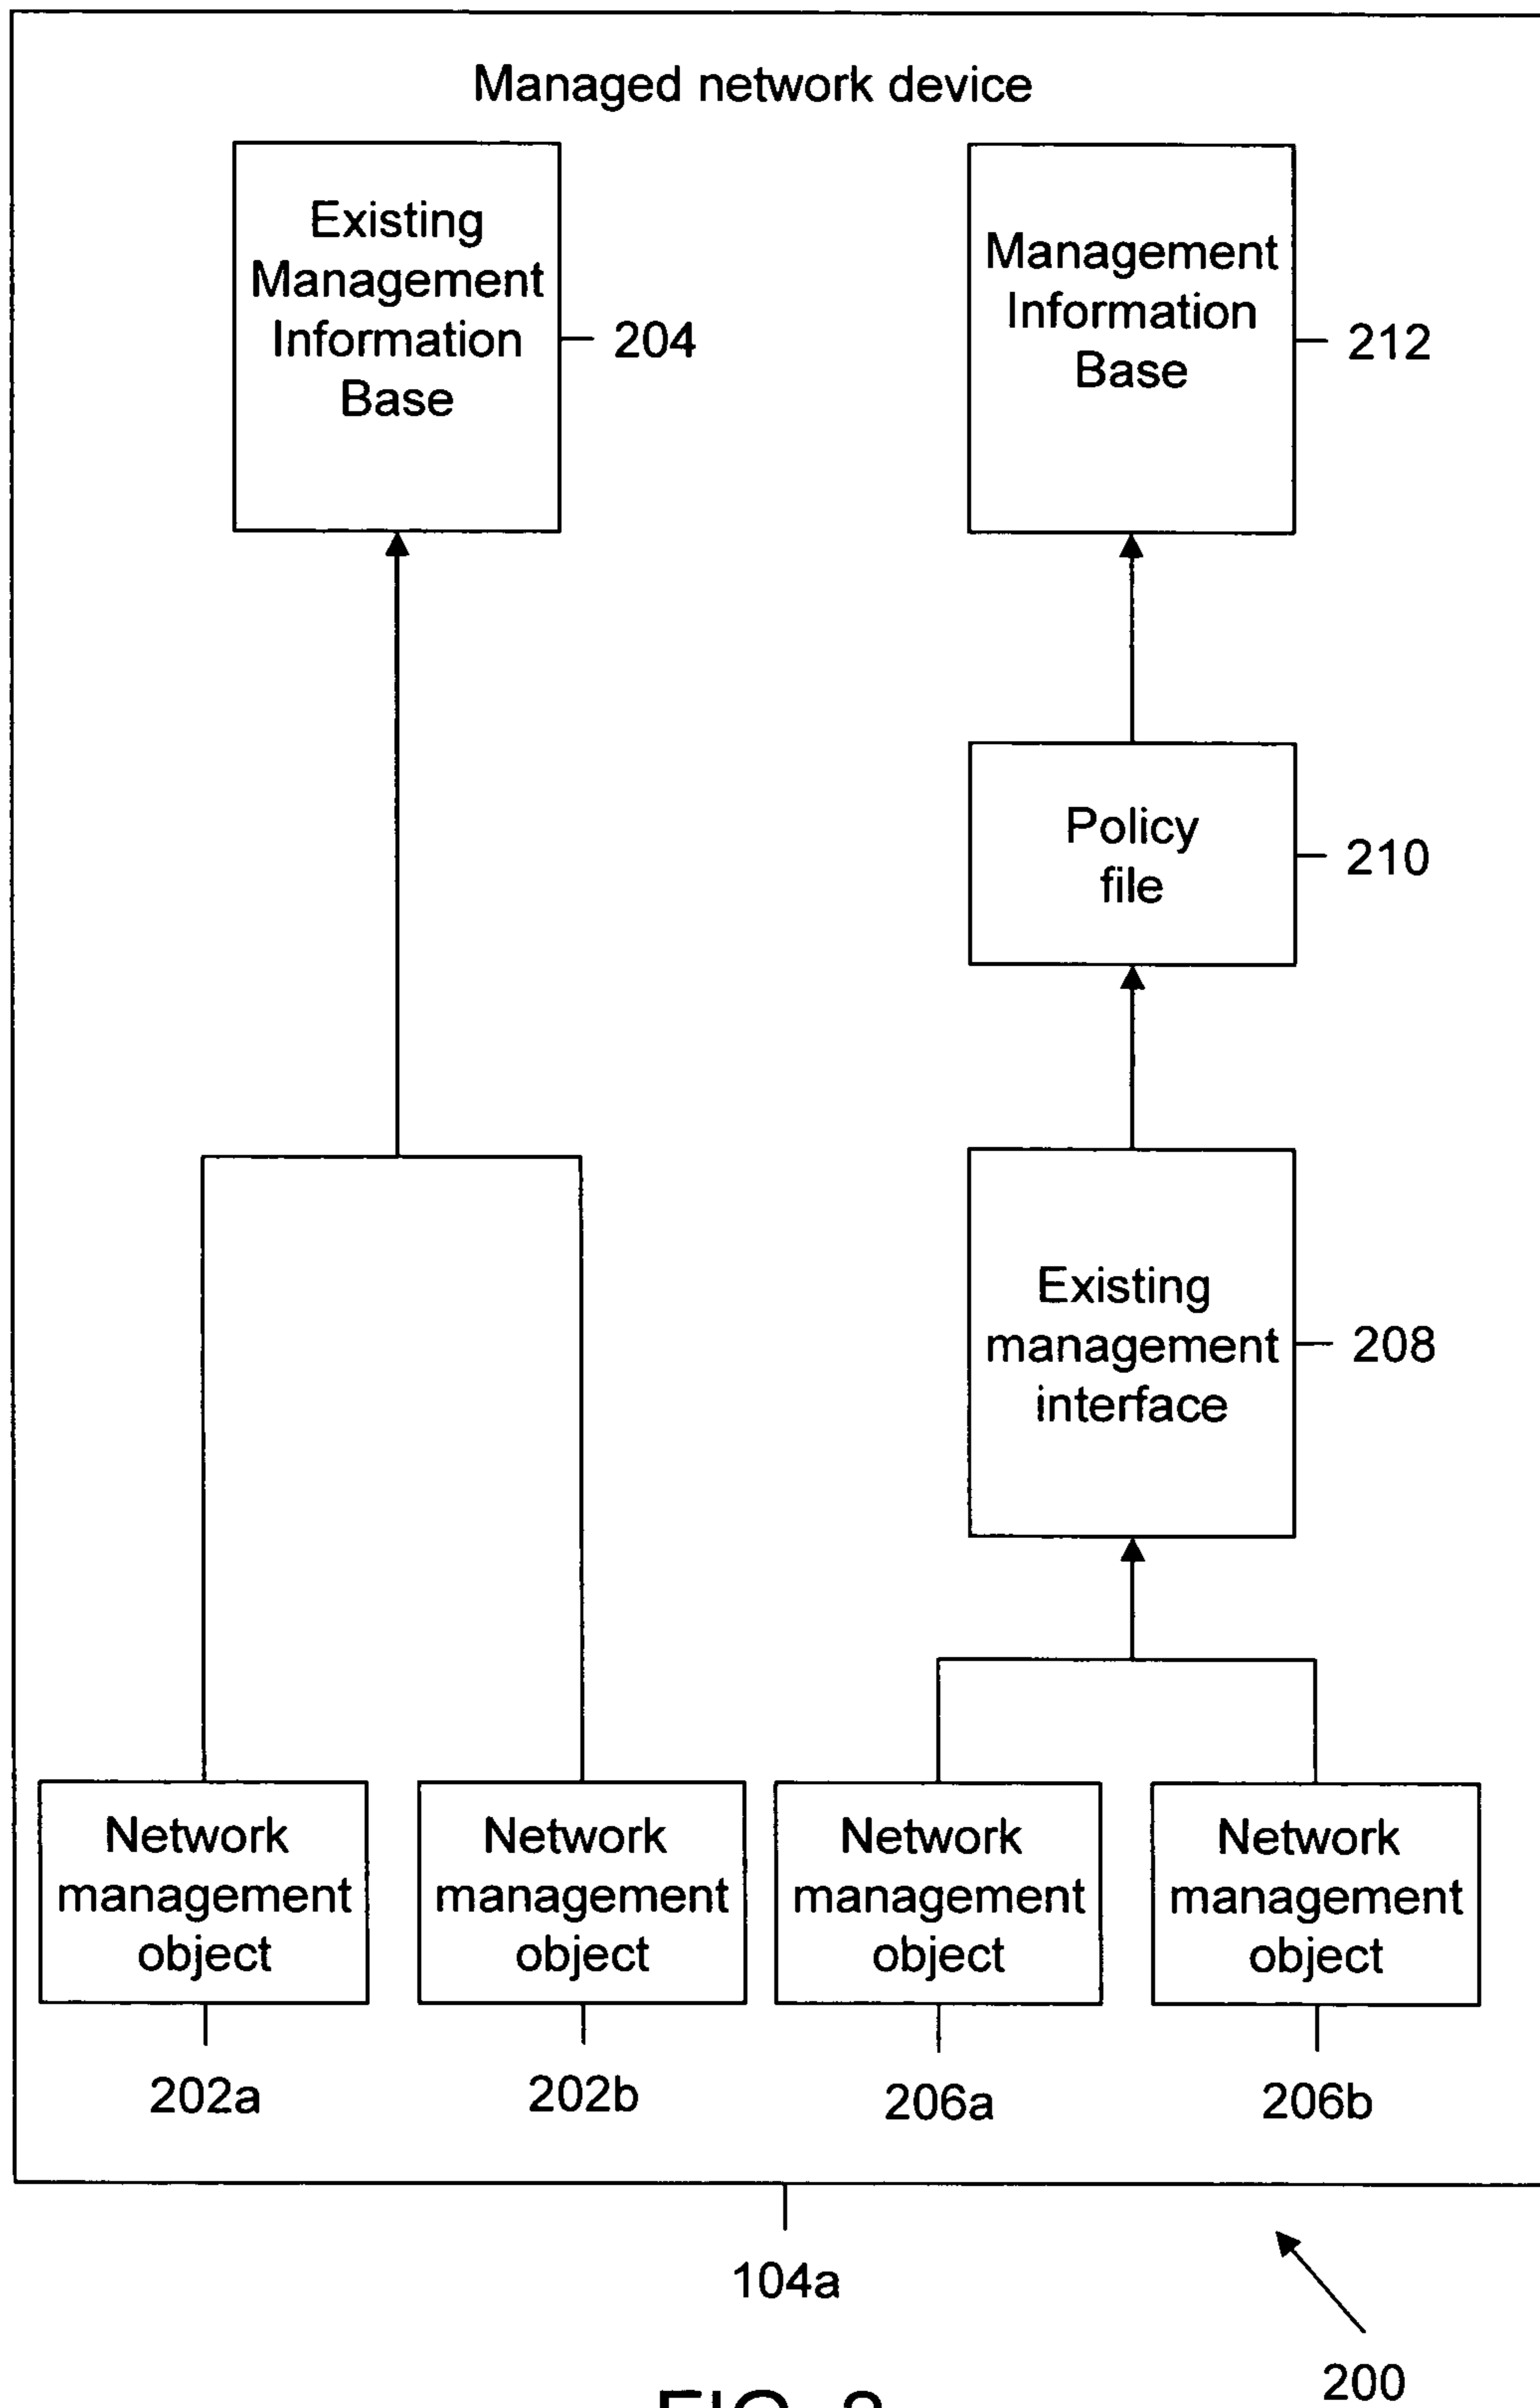 Managed network device
Existing
Management
Information
Base
204
Management
Information
Base
212
Policy
file
210
Existing
management
interface
208
Network
management
object
Network
management
object
Network
management
object
Network
management
object
202a
202b
206a
206b
104a
200